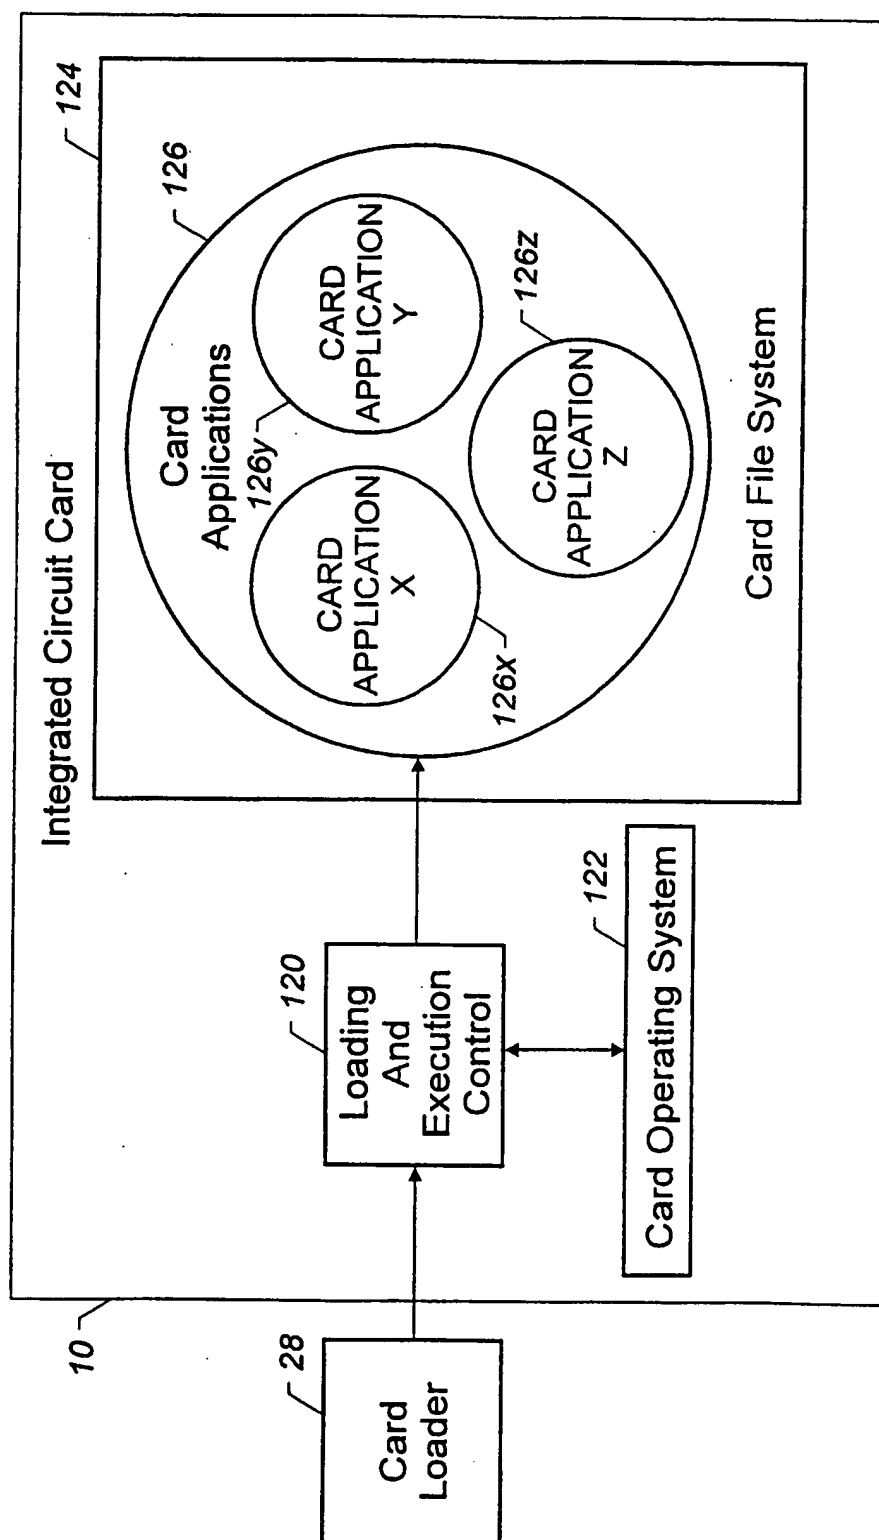 Integrated Circuit Card
124
126
Card
Applications
126y
CARD
APPLICATION
Y
CARD
APPLICATION
X
126x
126z
CARD
APPLICATION
Z
Card File System
10
28
Card
Loader
120
Loading
And
Execution
Control
122
Card Operating System